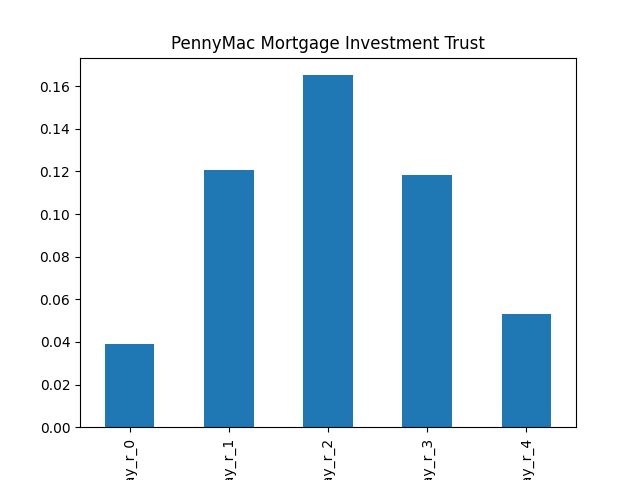 PennyMac Mortgage Investment Trust
0.16
0.14
0.12
0.10
0.08
0.06
0.04
0.02
0.00
ay_r_0
ay_r_1
ay_r_2
ay_r_3
ay_r_4